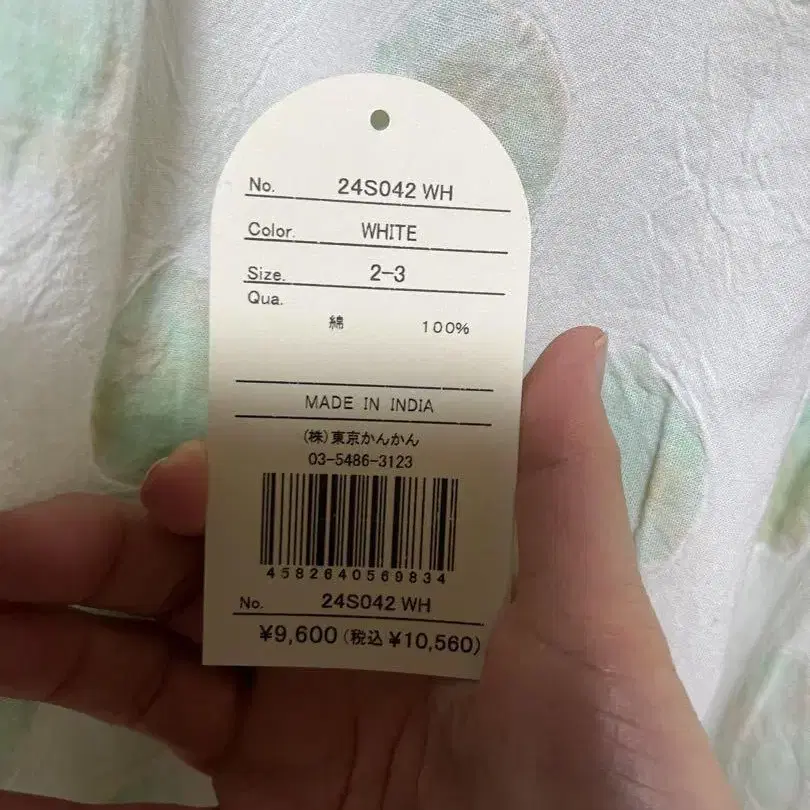 No. 24S042 WH
Color. WHITE
Size. 2-3
Qua.
綿 100%
MADE IN INDIA
(株)東京かんかん
03-5486-3123
4582640569834
No. 24S042 WH
¥9,600(税込 ¥10,560)